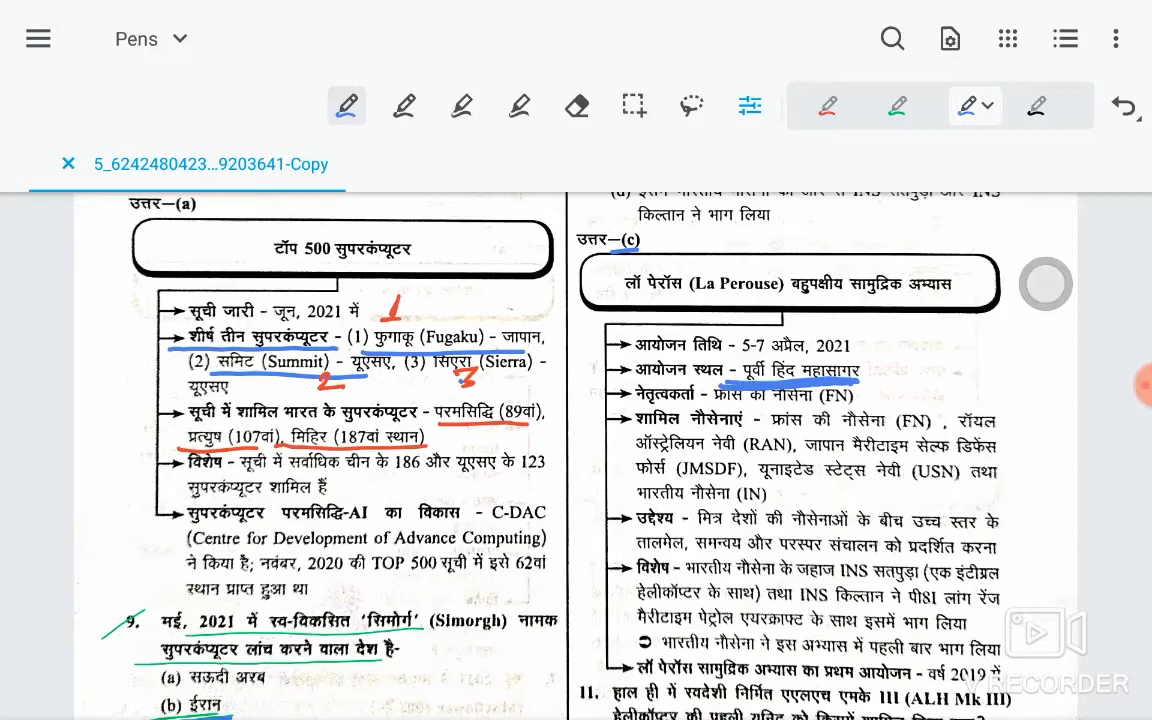 Pens
5_6242480423...9203641-Copy
उत्तर–(a)
टॉप 500 सुपरकंप्यूटर
सूची जारी - जून, 2021 में 1
शीर्ष तीन सुपरकंप्यूटर - (1) फुगाकू (Fugaku) - जापान,
(2) समिट (Summit) - यूएसए, (3) सिएरा (Sierra) -
यूएसए 2 3
सूची में शामिल भारत के सुपरकंप्यूटर - परमसिद्धि (89वां),
प्रत्युष (107वां), मिहिर (187वां स्थान)
विशेष - सूची में सर्वाधिक चीन के 186 और यूएसए के 123
सुपरकंप्यूटर शामिल हैं
सुपरकंप्यूटर परमसिद्धि-AI का विकास - C-DAC
(Centre for Development of Advance Computing)
ने किया है; नवंबर, 2020 की TOP 500 सूची में इसे 62वां
स्थान प्राप्त हुआ था
9. मई, 2021 में स्व-विकसित 'सिमोर्ग' (Simorgh) नामक
सुपरकंप्यूटर लांच करने वाला देश है-
(a) सऊदी अरब
(b) ईरान
किल्तान ने भाग लिया
उत्तर–(c)
लॉ पेरॉस (La Perouse) बहुपक्षीय सामुद्रिक अभ्यास
आयोजन तिथि - 5-7 अप्रैल, 2021
आयोजन स्थल - पूर्वी हिंद महासागर
नेतृत्वकर्ता - फ्रांस की नौसेना (FN)
शामिल नौसेनाएं - फ्रांस की नौसेना (FN), रॉयल
ऑस्ट्रेलियन नेवी (RAN), जापान मैरीटाइम सेल्फ डिफेंस
फोर्स (JMSDF), यूनाइटेड स्टेट्स नेवी (USN) तथा
भारतीय नौसेना (IN)
उद्देश्य - मित्र देशों की नौसेनाओं के बीच उच्च स्तर के
तालमेल, समन्वय और परस्पर संचालन को प्रदर्शित करना
विशेष - भारतीय नौसेना के जहाज INS सतपुड़ा (एक इंटीग्रल
हेलीकॉप्टर के साथ) तथा INS किल्तान ने पी8I लांग रेंज
मैरीटाइम पेट्रोल एयरक्राफ्ट के साथ इसमें भाग लिया
भारतीय नौसेना ने इस अभ्यास में पहली बार भाग लिया
लॉ पेरॉस सामुद्रिक अभ्यास का प्रथम आयोजन - वर्ष 2019 में
11. हाल ही में स्वदेशी निर्मित एएलएच एमके III (ALH Mk III)
V RECORDER